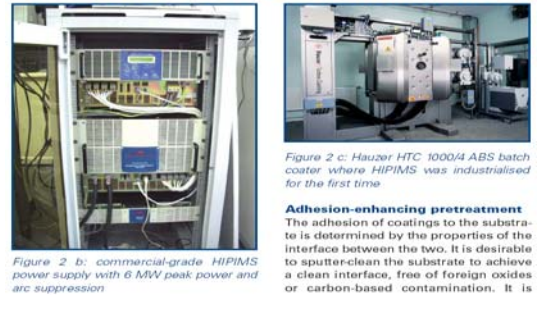 Figure 2 b: commercial-grade HIPIMS
power supply with 6 MW peak power and
arc suppression
Figure 2 c: Hauzer HTC 1000/4 ABS batch
coater where HIPIMS was industrialised
for the first time
Adhesion-enhancing pretreatment
The adhesion of coatings to the substra-
te is determined by the properties of the
interface between the two. It is desirable
to sputter-clean the substrate to achieve
a clean interface, free of foreign oxides
or carbon-based contamination. It is